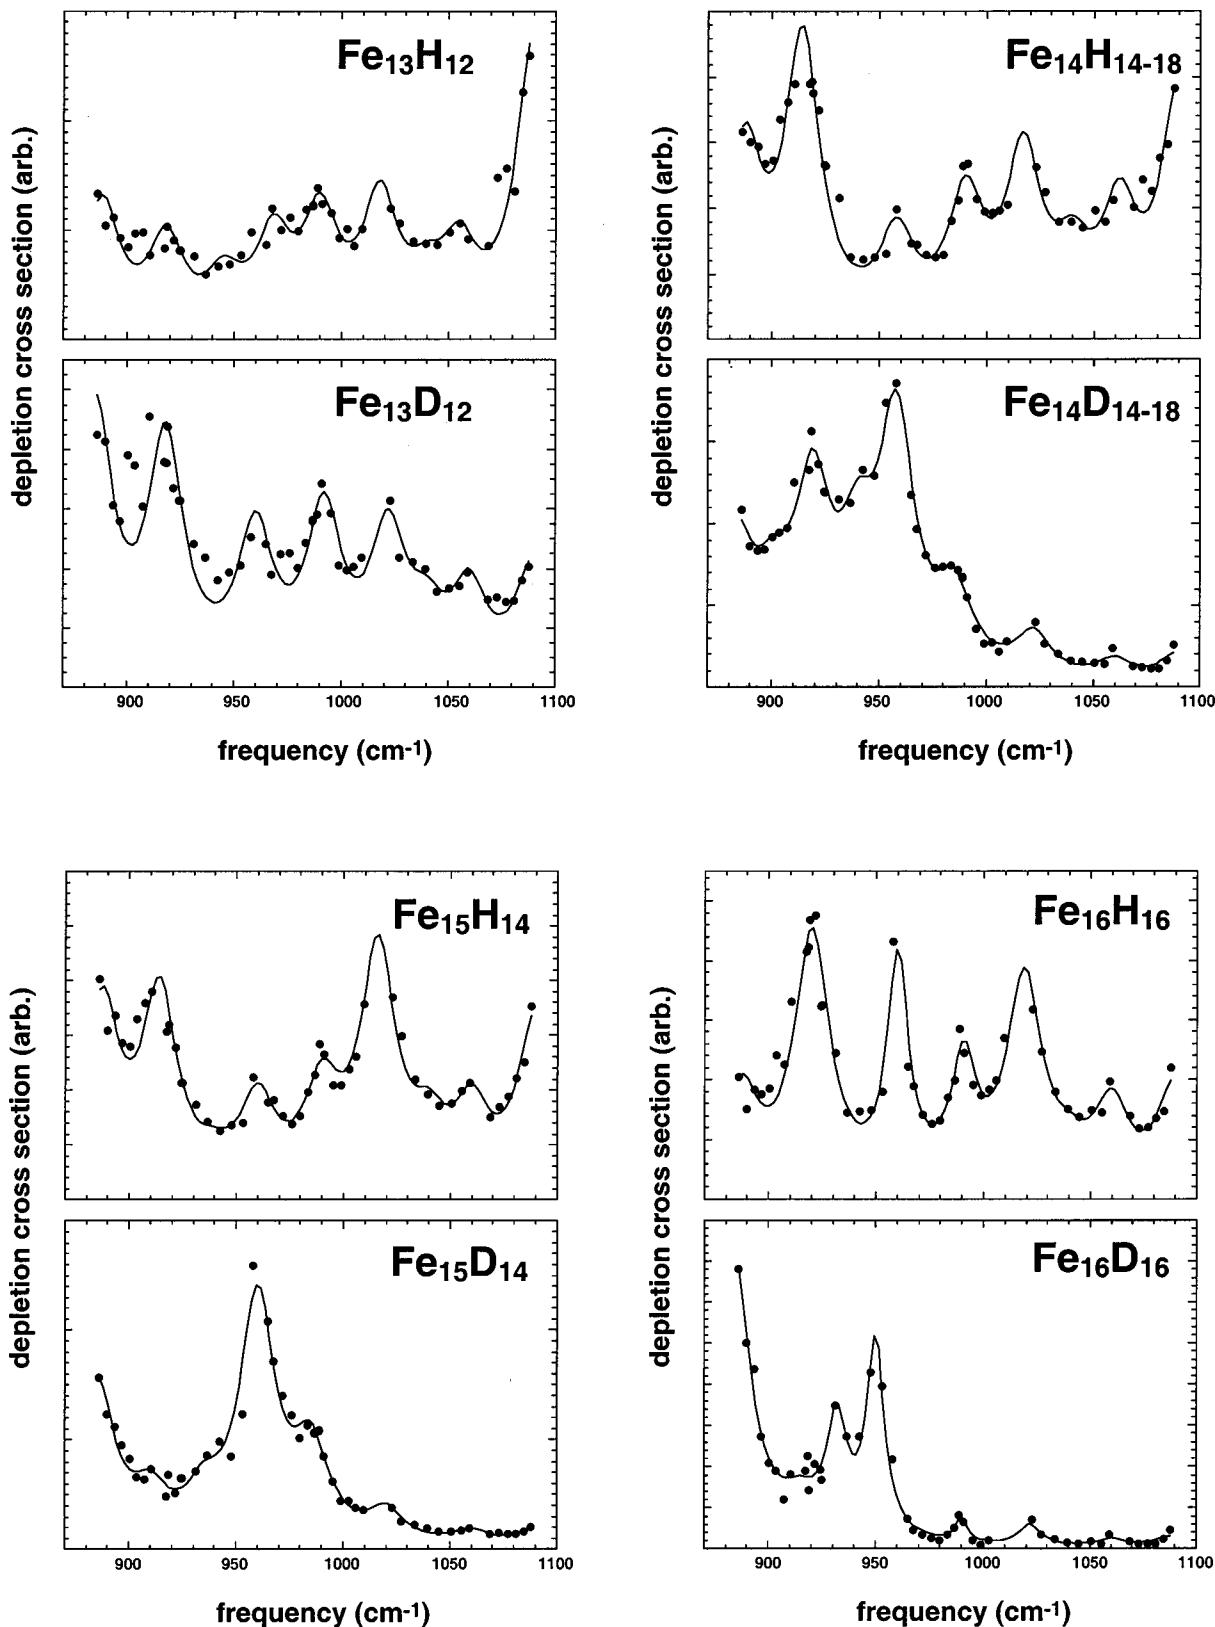 Fe13H12
depletion cross section (arb.)
Fe13D12
depletion cross section (arb.)
900 950 1000 1050 1100
frequency (cm-1)
Fe14H14-18
depletion cross section (arb.)
Fe14D14-18
depletion cross section (arb.)
900 950 1000 1050 1100
frequency (cm-1)
Fe15H14
depletion cross section (arb.)
Fe15D14
depletion cross section (arb.)
900 950 1000 1050 1100
frequency (cm-1)
Fe16H16
depletion cross section (arb.)
Fe16D16
depletion cross section (arb.)
900 950 1000 1050 1100
frequency (cm-1)